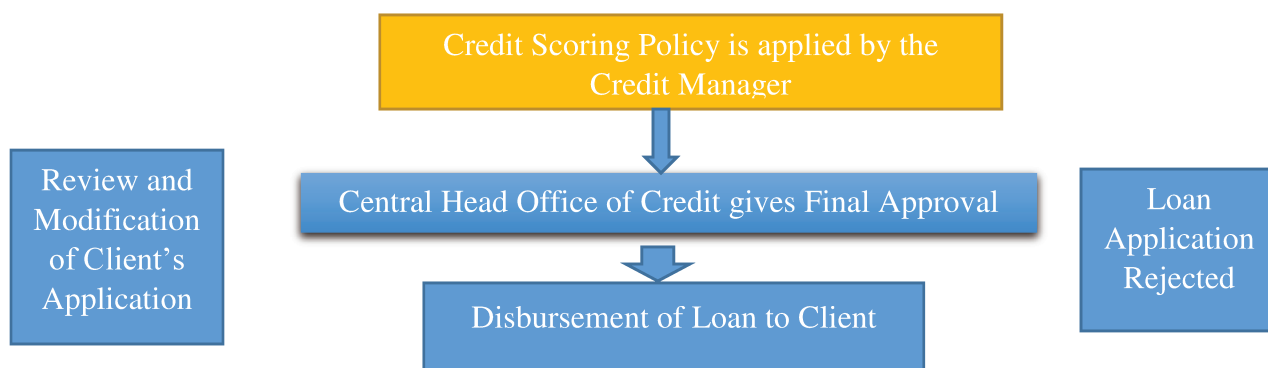 Credit Scoring Policy is applied by the
Credit Manager
Review and
Modification
of Client’s
Application
Central Head Office of Credit gives Final Approval
Loan
Application
Rejected
Disbursement of Loan to Client